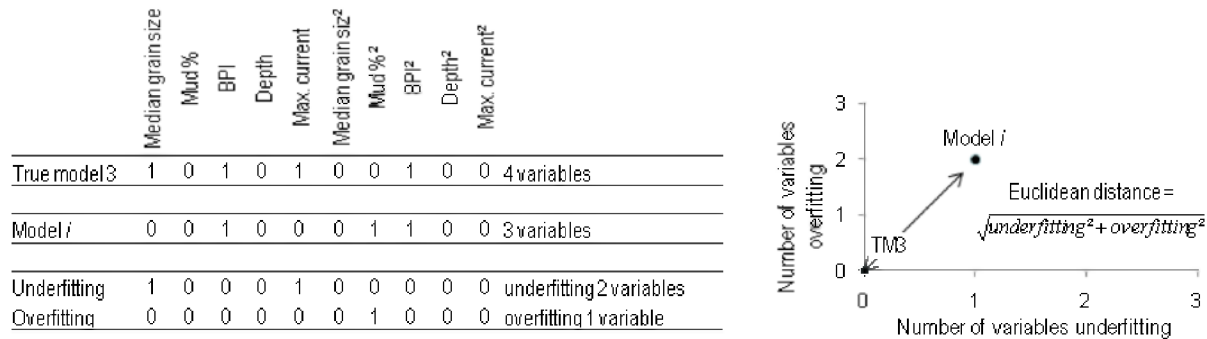 Median grain size
Mud %
BPI
Depth
Max. current
Median grain siz²
Mud %²
BPI²
Depth²
Max. current²
True model 3 1 0 1 0 1 0 0 1 0 0 4 variables
Model i 0 0 1 0 0 0 1 1 0 0 3 variables
Underfitting 1 0 0 0 1 0 0 0 0 0 underfitting 2 variables
Overfitting 0 0 0 0 0 0 1 0 0 0 overfitting 1 variable
Number of variables
overfitting
3
2
1
0
Model i
Euclidean distance =
√underfitting² + overfitting²
TM3
0 1 2 3
Number of variables underfitting